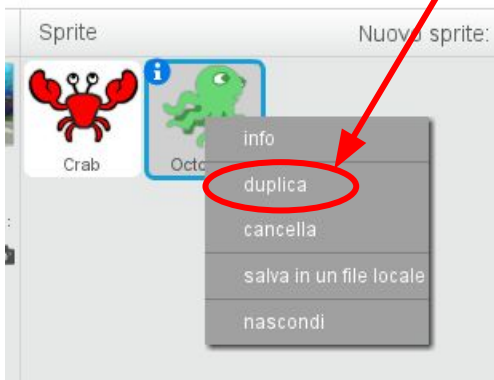 Sprite Nuovo sprite:
Crab
Octo
info
duplica
cancella
salva in un file locale
nascondi